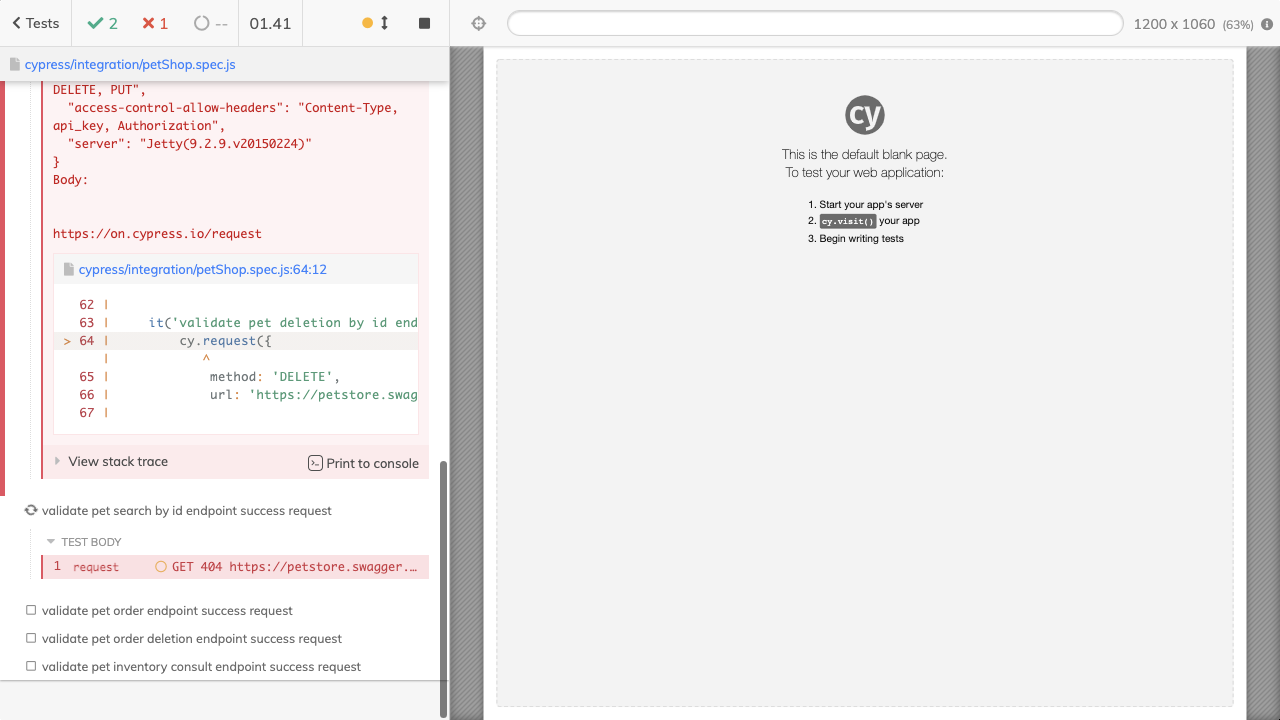 Tests
2
1
--
01.41
1200 x 1060 (63%)
cypress/integration/petShop.spec.js
DELETE, PUT",
"access-control-allow-headers": "Content-Type,
api_key, Authorization",
"server": "Jetty(9.2.9.v20150224)"
}
Body:
https://on.cypress.io/request
cypress/integration/petShop.spec.js:64:12
62 |
63 | it('validate pet deletion by id end
> 64 | cy.request({
| ^
65 | method: 'DELETE',
66 | url: 'https://petstore.swag
67 |
View stack trace
Print to console
validate pet search by id endpoint success request
TEST BODY
1 request GET 404 https://petstore.swagger.…
validate pet order endpoint success request
validate pet order deletion endpoint success request
validate pet inventory consult endpoint success request
cy
This is the default blank page.
To test your web application:
1. Start your app's server
2. cy.visit() your app
3. Begin writing tests